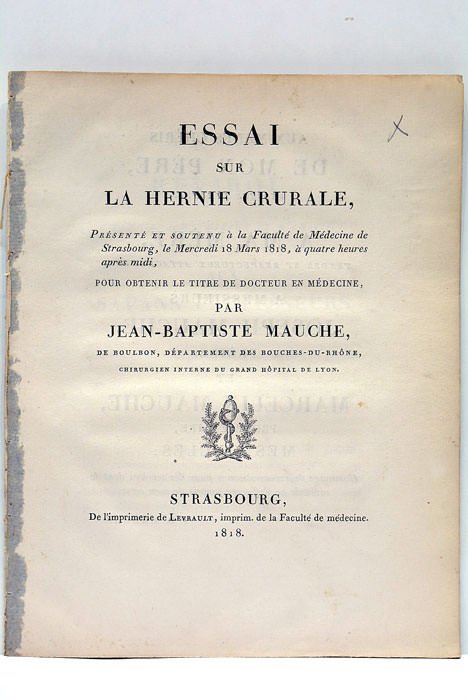 ESSAI
SUR
LA HERNIE CRURALE,
PRÉSENTÉ ET SOUTENU à la Faculté de Médecine de
Strasbourg, le Mercredi 18 Mars 1818, à quatre heures
après midi,
POUR OBTENIR LE TITRE DE DOCTEUR EN MÉDECINE,
PAR
JEAN-BAPTISTE MAUCHE,
DE BOULBON, DÉPARTEMENT DES BOUCHES-DU-RHÔNE,
CHIRURGIEN INTERNE DU GRAND HÔPITAL DE LYON.
STRASBOURG,
De l'imprimerie de LEVRAULT, imprim. de la Faculté de médecine.
1818.